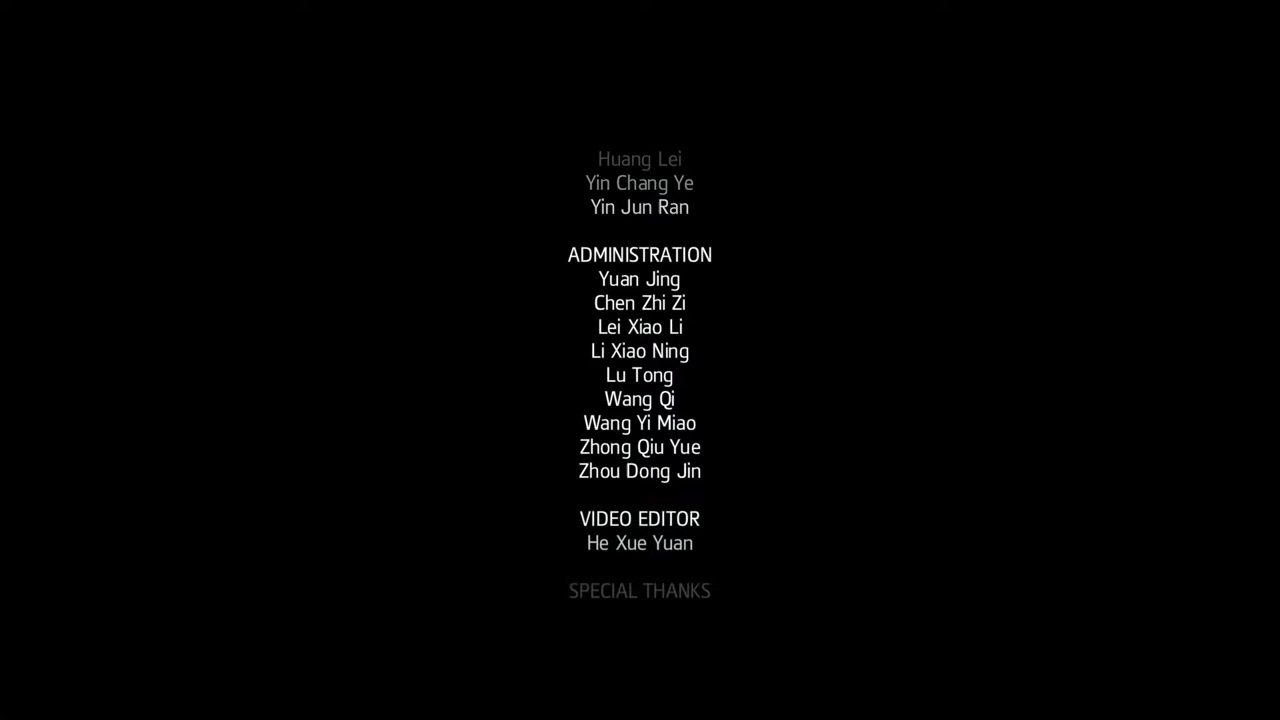 Huang Lei
Yin Chang Ye
Yin Jun Ran
ADMINISTRATION
Yuan Jing
Chen Zhi Zi
Lei Xiao Li
Li Xiao Ning
Lu Tong
Wang Qi
Wang Yi Miao
Zhong Qiu Yue
Zhou Dong Jin
VIDEO EDITOR
He Xue Yuan
SPECIAL THANKS